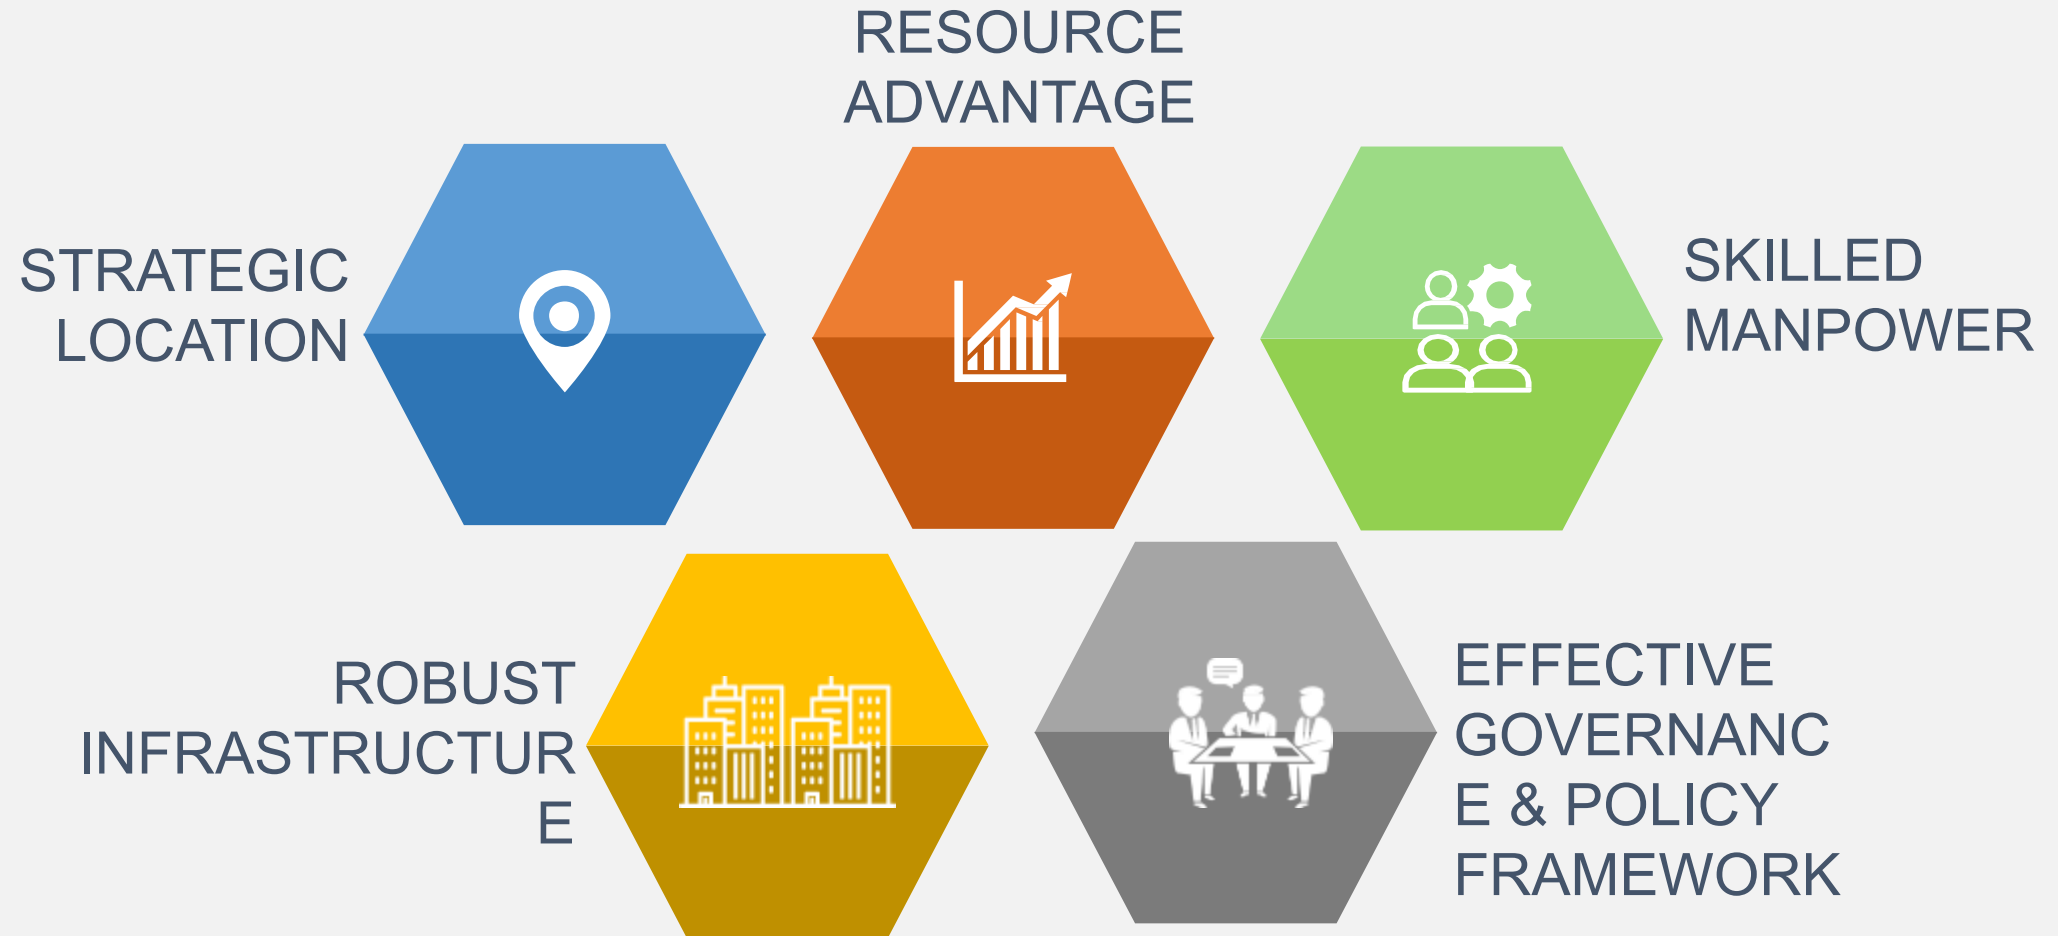 RESOURCE
ADVANTAGE
STRATEGIC
LOCATION
SKILLED
MANPOWER
ROBUST
INFRASTRUCTUR
E
EFFECTIVE
GOVERNANC
E & POLICY
FRAMEWORK